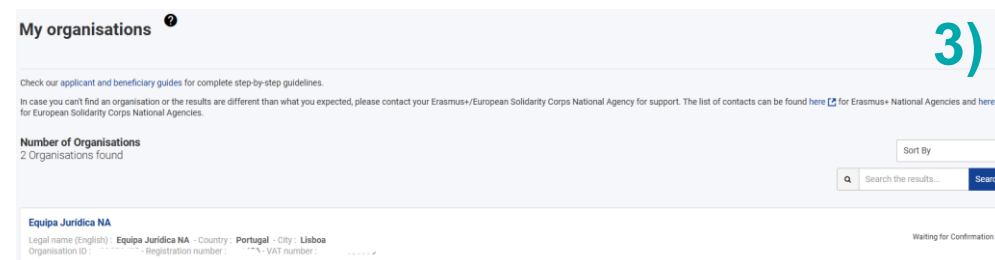 My organisations ?
3)
Check our applicant and beneficiary guides for complete step-by-step guidelines.
In case you can't find an organisation or the results are different than what you expected, please contact your Erasmus+/European Solidarity Corps National Agency for support. The list of contacts can be found here for Erasmus+ National Agencies and here
for European Solidarity Corps National Agencies.
Number of Organisations
2 Organisations found
Sort By
Search the results...
Searc
Equipa Jurídica NA
Legal name (English) : Equipa Jurídica NA - Country : Portugal - City : Lisboa
Waiting for Confirmation
Organisation ID : - Registration number : - VAT number :